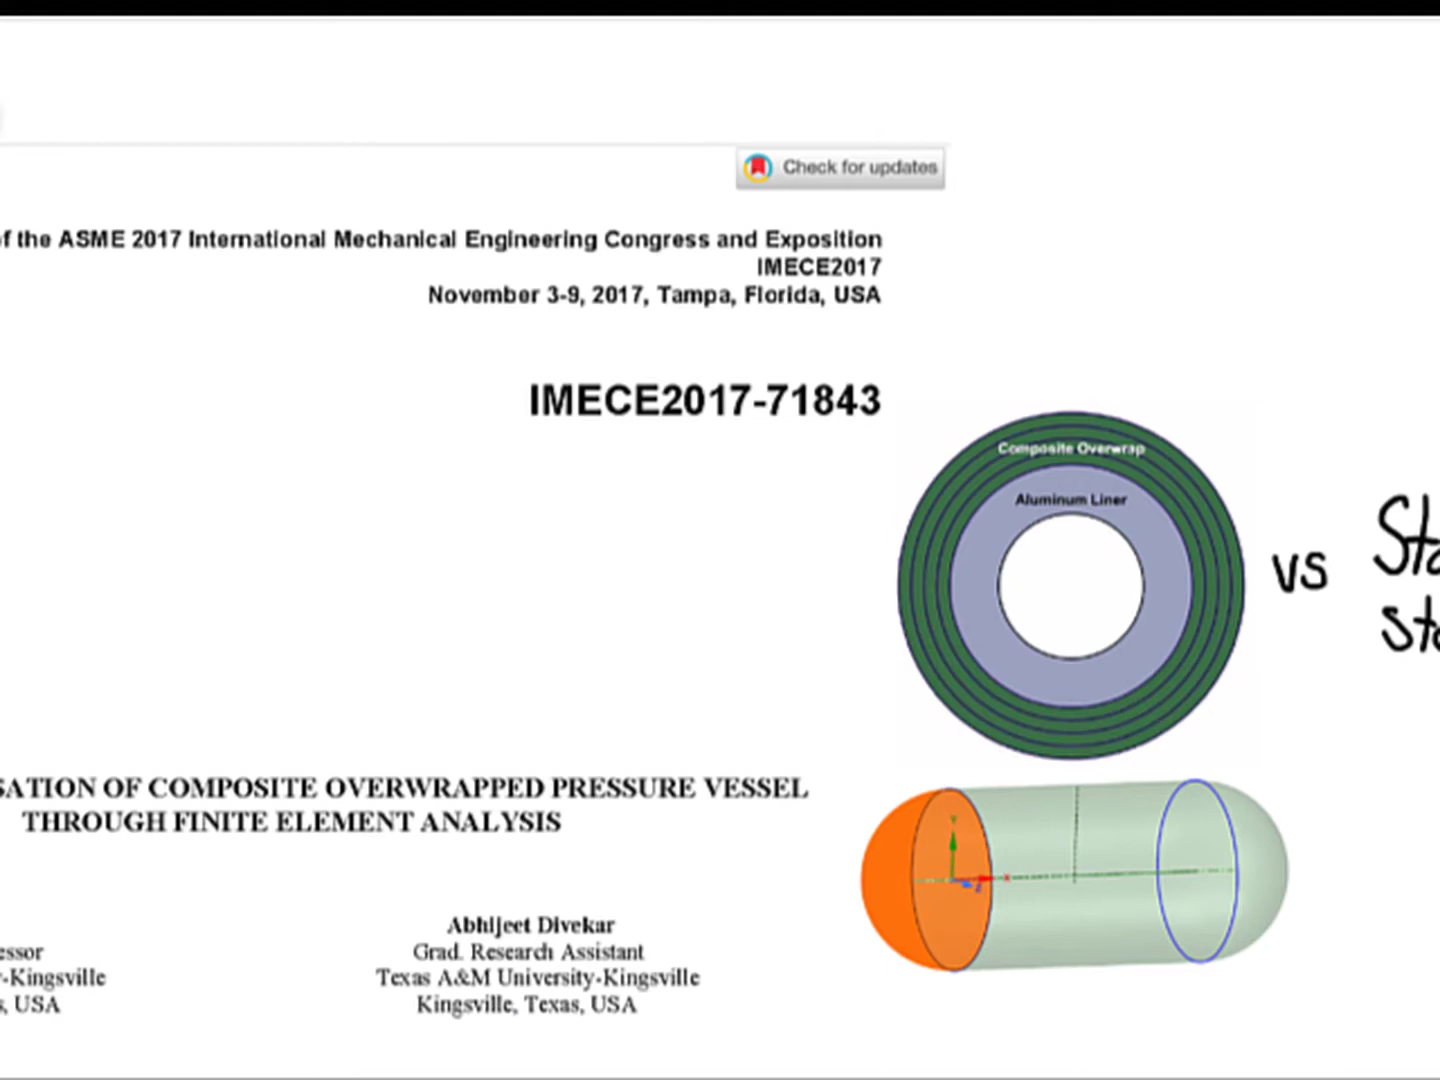 Check for updates
of the ASME 2017 International Mechanical Engineering Congress and Exposition
IMECE2017
November 3-9, 2017, Tampa, Florida, USA
IMECE2017-71843
Composite Overwrap
Aluminum Liner
vs
SATION OF COMPOSITE OVERWRAPPED PRESSURE VESSEL
THROUGH FINITE ELEMENT ANALYSIS
Y
X
Z
Abhijeet Divekar
essor
Grad. Research Assistant
-Kingsville
Texas A&M University-Kingsville
, USA
Kingsville, Texas, USA